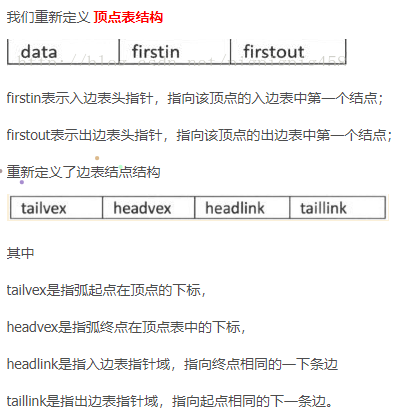 我们重新定义 顶点表结构
data firstin firstout
firstin表示入边表头指针，指向该顶点的入边表中第一个结点；
firstout表示出边表头指针，指向该顶点的出边表中第一个结点；
重新定义了边表结点结构
tailvex headvex headlink taillink
其中
tailvex是指弧起点在顶点的下标，
headvex是指弧终点在顶点表中的下标，
headlink是指入边表指针域，指向终点相同的一下条边
taillink是指出边表指针域，指向起点相同的下一条边。